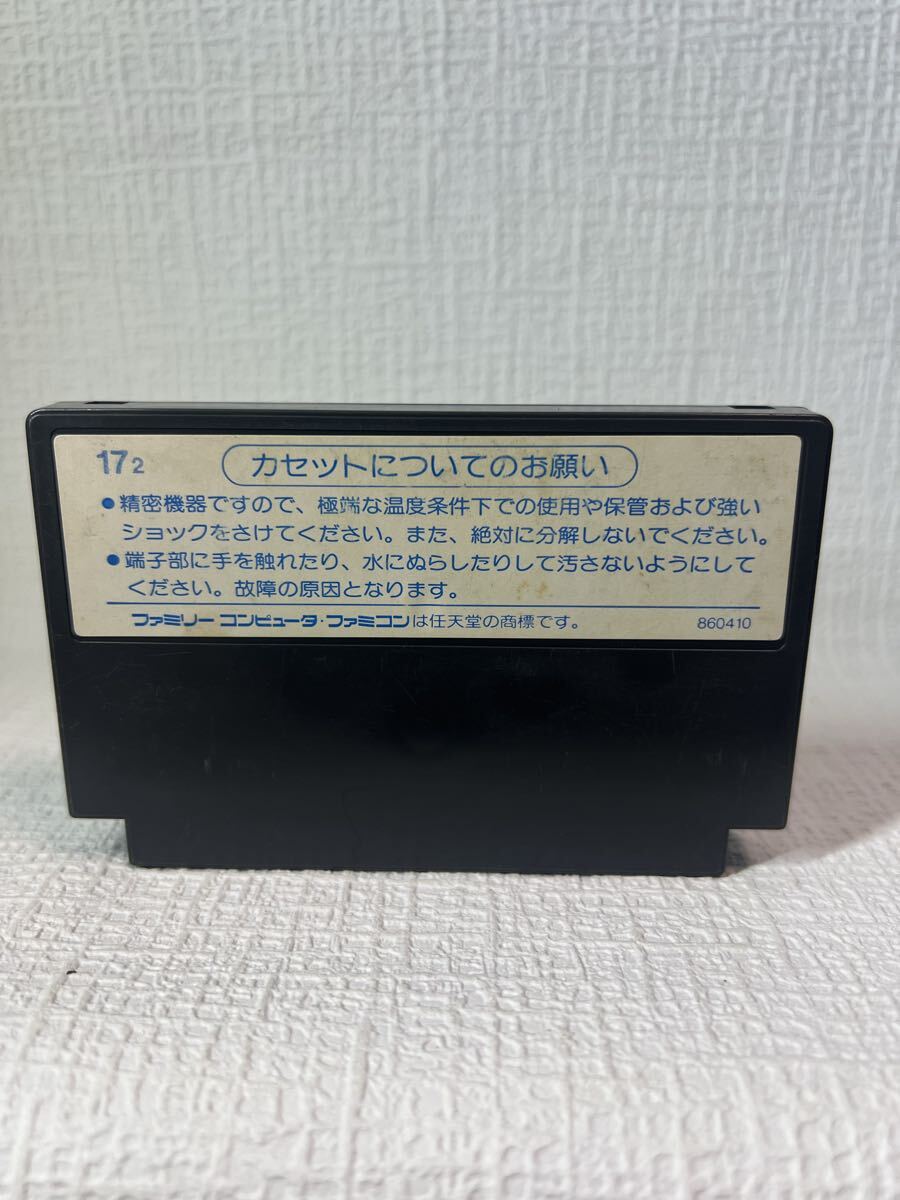 172
カセットについてのお願い
●精密機器ですので、極端な温度条件下での使用や保管および強い
ショックをさけてください。また、絶対に分解しないでください。
●端子部に手を触れたり、水にぬらしたりして汚さないようにして
ください。故障の原因となります。
ファミリー コンピュータ・ファミコンは任天堂の商標です。 860410